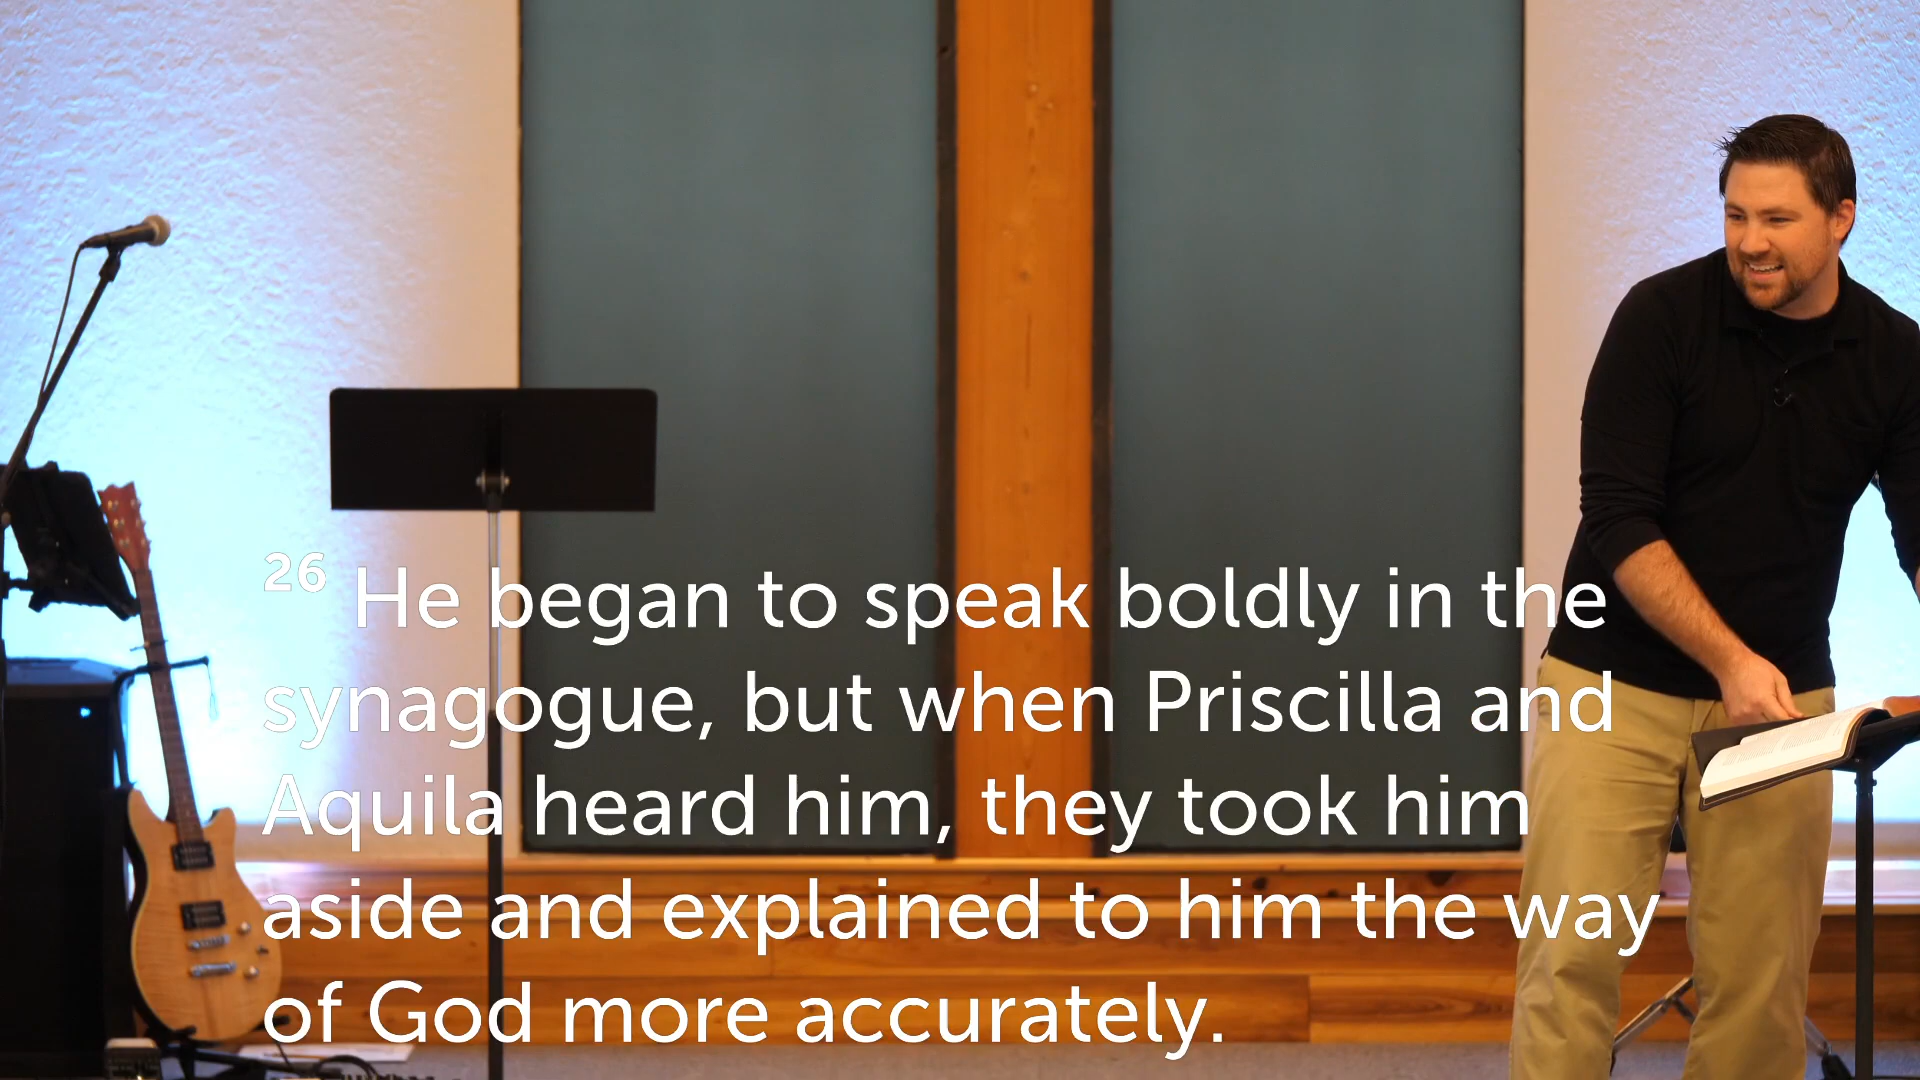 26 He began to speak boldly in the
synagogue, but when Priscilla and
Aquila heard him, they took him
aside and explained to him the way
of God more accurately.